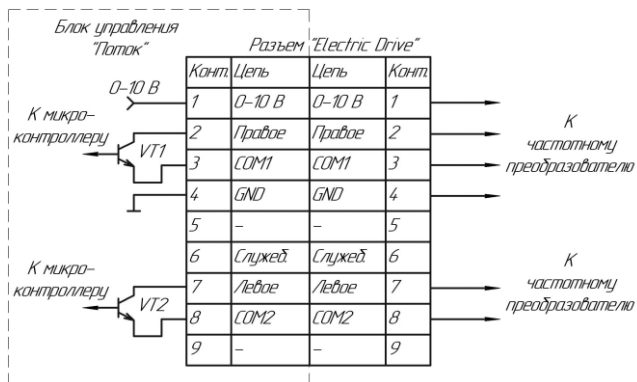 Блок управления
"Поток"
Разъем "Electric Drive"
Конт. Цепь Цепь Конт.
0-10 В
1 0-10 В 0-10 В 1
К микро-
контроллеру
VT1
2 Правое Правое 2
3 COM1 COM1 3
4 GND GND 4
К
частотному
преобразователю
5 - - 5
6 Служеб. Служеб. 6
К микро-
контроллеру
VT2
7 Левое Левое 7
8 COM2 COM2 8
К
частотному
преобразователю
9 - - 9